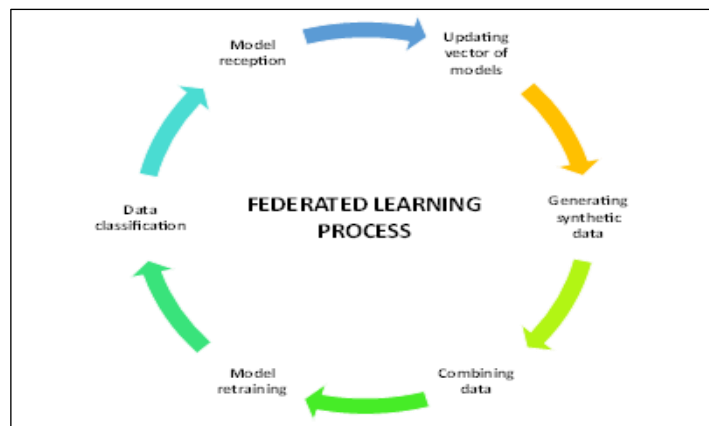 Model
reception
Updating
vector of
models
Generating
synthetic
data
Combining
data
Model
retraining
Data
classification
FEDERATED LEARNING
PROCESS